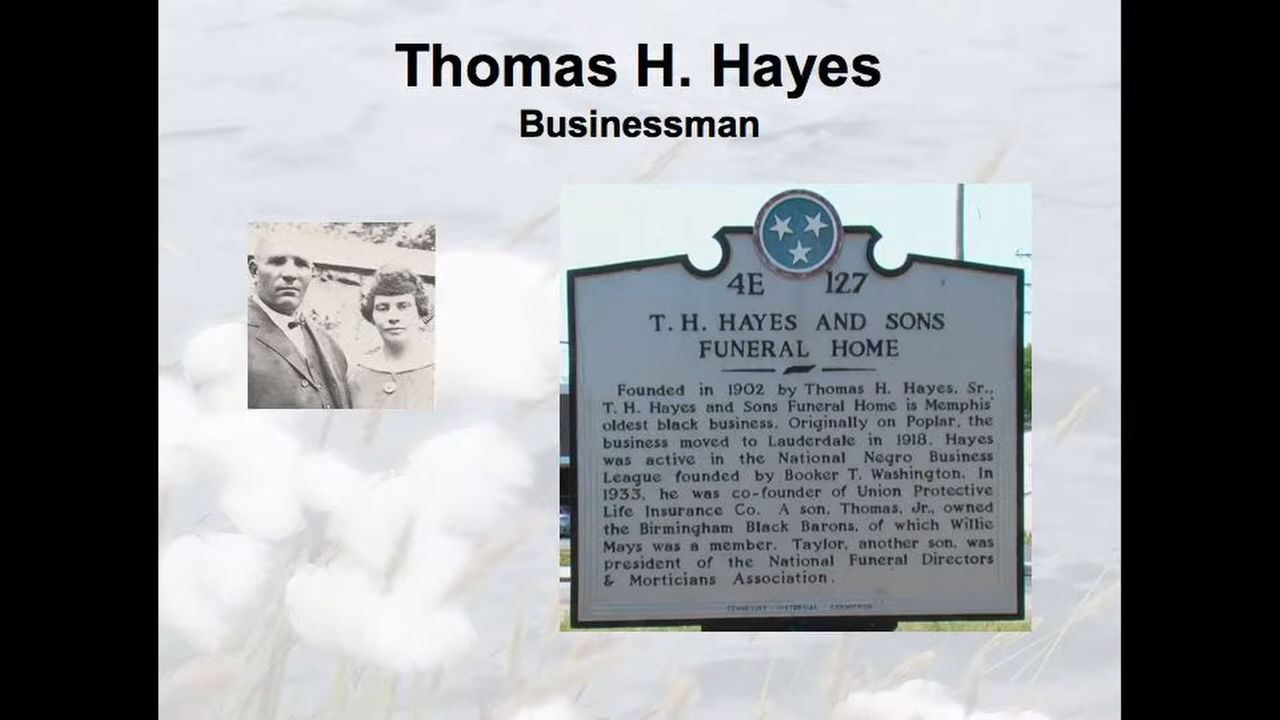 Thomas H. Hayes
Businessman
4E 127
T. H. HAYES AND SONS
FUNERAL HOME
Founded in 1902 by Thomas H. Hayes, Sr.,
T. H. Hayes and Sons Funeral Home is Memphis'
oldest black business. Originally on Poplar, the
business moved to Lauderdale in 1918. Hayes
was active in the National Negro Business
League founded by Booker T. Washington. In
1933, he was co-founder of Union Protective
Life Insurance Co. A son, Thomas, Jr., owned
the Birmingham Black Barons, of which Willie
Mays was a member. Taylor, another son, was
president of the National Funeral Directors
& Morticians Association.
TENNESSEE HISTORICAL COMMISSION